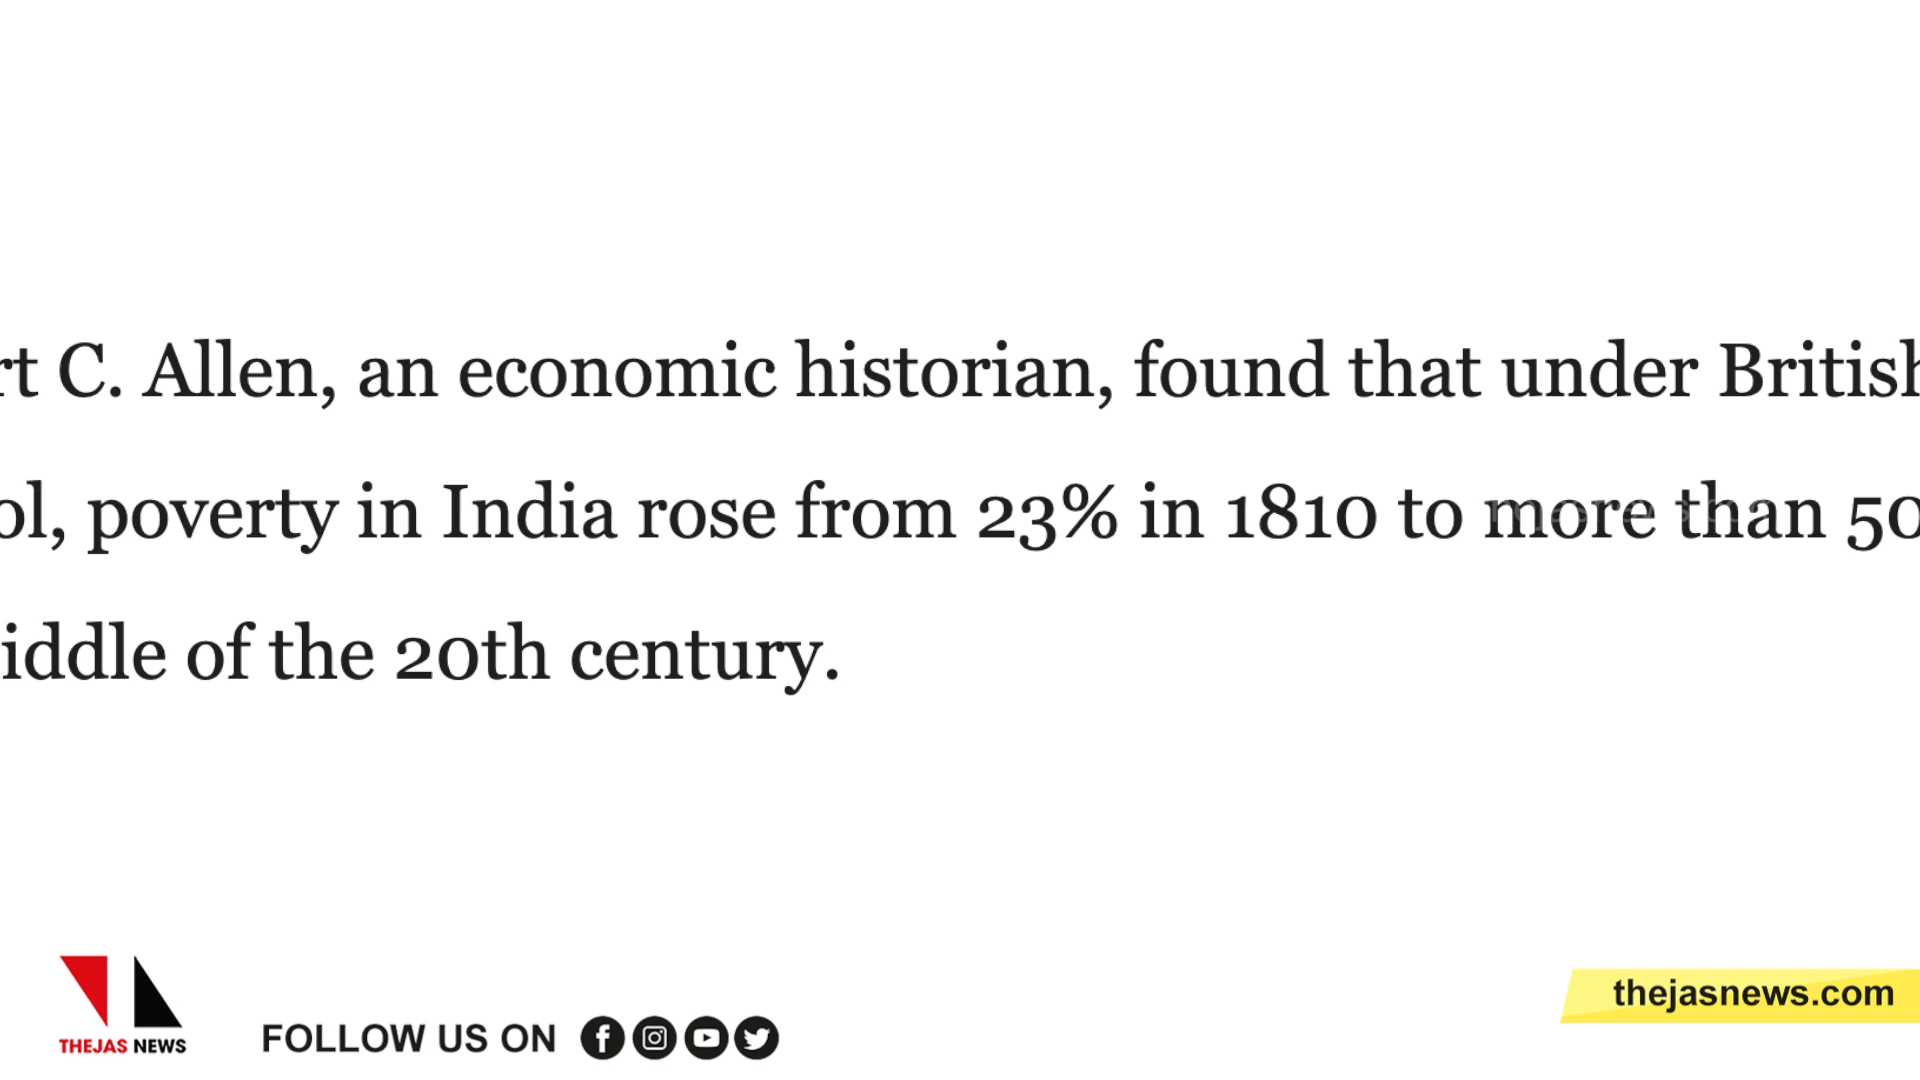 rt C. Allen, an economic historian, found that under British
ol, poverty in India rose from 23% in 1810 to more than 50
iddle of the 20th century.
THEJAS NEWS
FOLLOW US ON
thejasnews.com